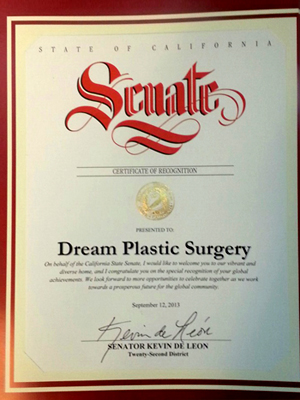 STATE OF CALIFORNIA
Senate
CERTIFICATE OF RECOGNITION
PRESENTED TO:
Dream Plastic Surgery
On behalf of the California State Senate, I would like to welcome you to our vibrant and
diverse home, and I congratulate you on the special recognition of your global
achievements. We look forward to more opportunities to celebrate together as we work
towards a prosperous future for the global community.
September 12, 2013
Kevin de León
SENATOR KEVIN DE LEON
Twenty-Second District